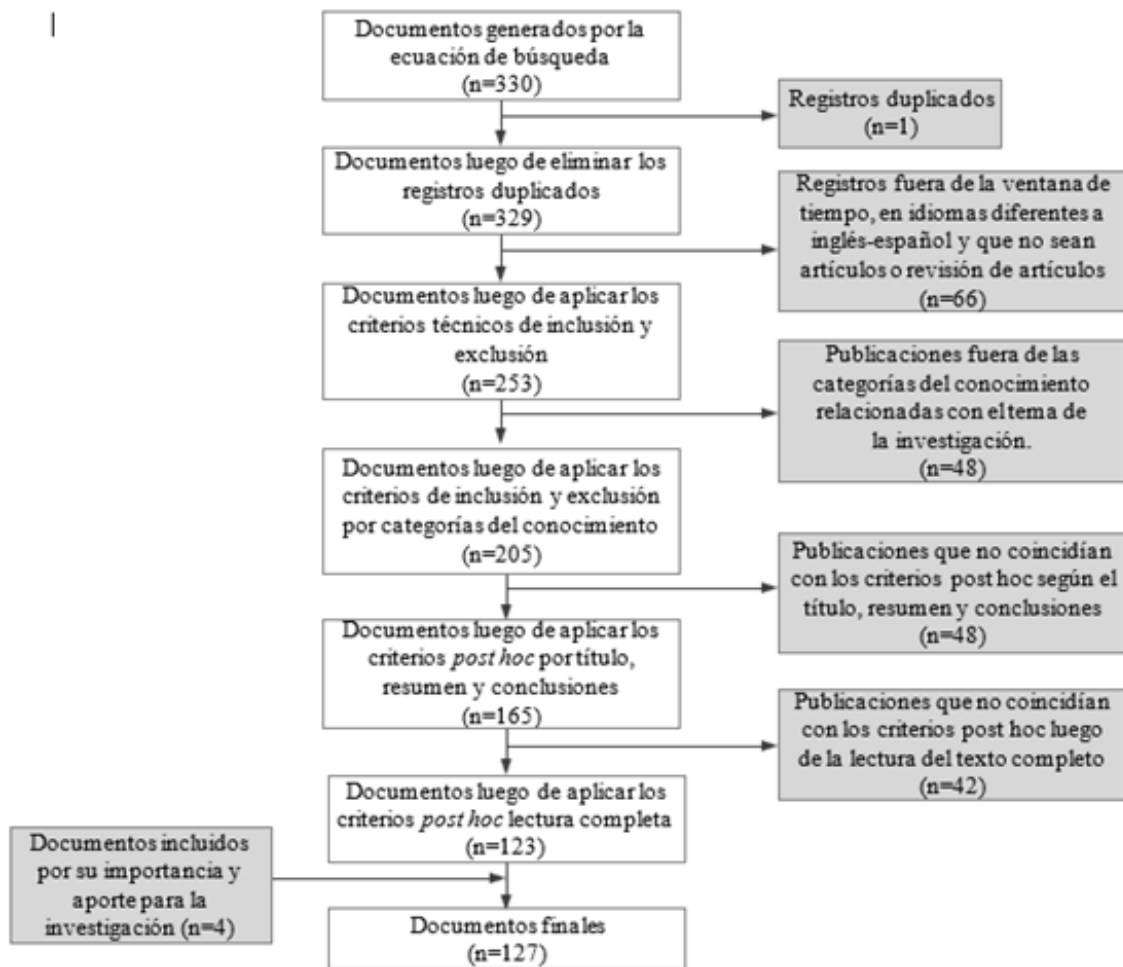 Documentos generados por la
ecuación de búsqueda
(n=330)
Registros duplicados
(n=1)
Documentos luego de eliminar los
registros duplicados
(n=329)
Registros fuera de la ventana de
tiempo, en idiomas diferentes a
inglés-español y que no sean
artículos o revisión de artículos
(n=66)
Documentos luego de aplicar los
criterios técnicos de inclusión y
exclusión
(n=253)
Publicaciones fuera de las
categorías del conocimiento
relacionadas con el tema de
la investigación.
(n=48)
Documentos luego de aplicar los
criterios de inclusión y exclusión
por categorías del conocimiento
(n=205)
Publicaciones que no coincidían
con los criterios post hoc según el
título, resumen y conclusiones
(n=48)
Documentos luego de aplicar los
criterios post hoc por título,
resumen y conclusiones
(n=165)
Publicaciones que no coincidían
con los criterios post hoc luego
de la lectura del texto completo
(n=42)
Documentos luego de aplicar los
criterios post hoc lectura completa
(n=123)
Documentos incluidos
por su importancia y
aporte para la
investigación (n=4)
Documentos finales
(n=127)